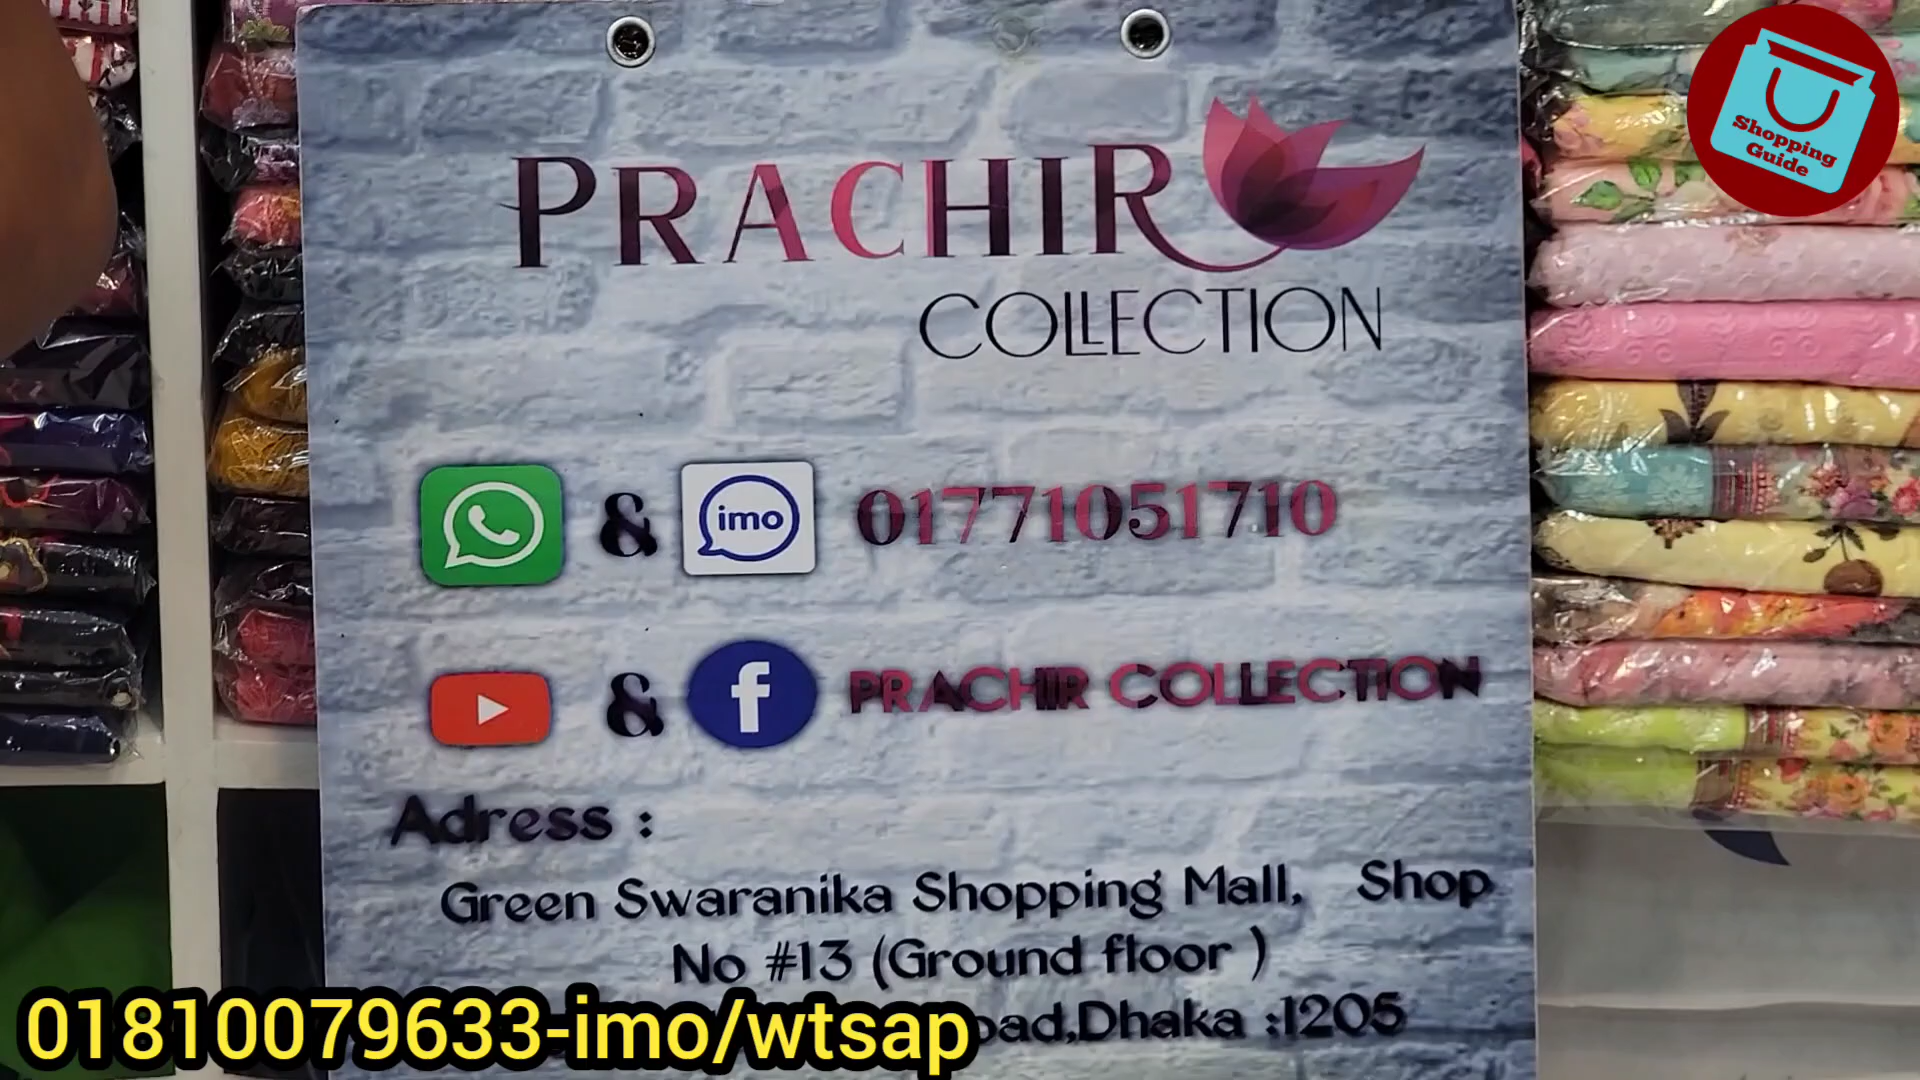 Shopping
Guide
PRACHIR
COLLECTION
& imo 01771051710
& f PRACHIR COLLECTION
Adress :
Green Swaranika Shopping Mall, Shop
No #13 (Ground floor )
oad,Dhaka :1205
01810079633-imo/wtsap